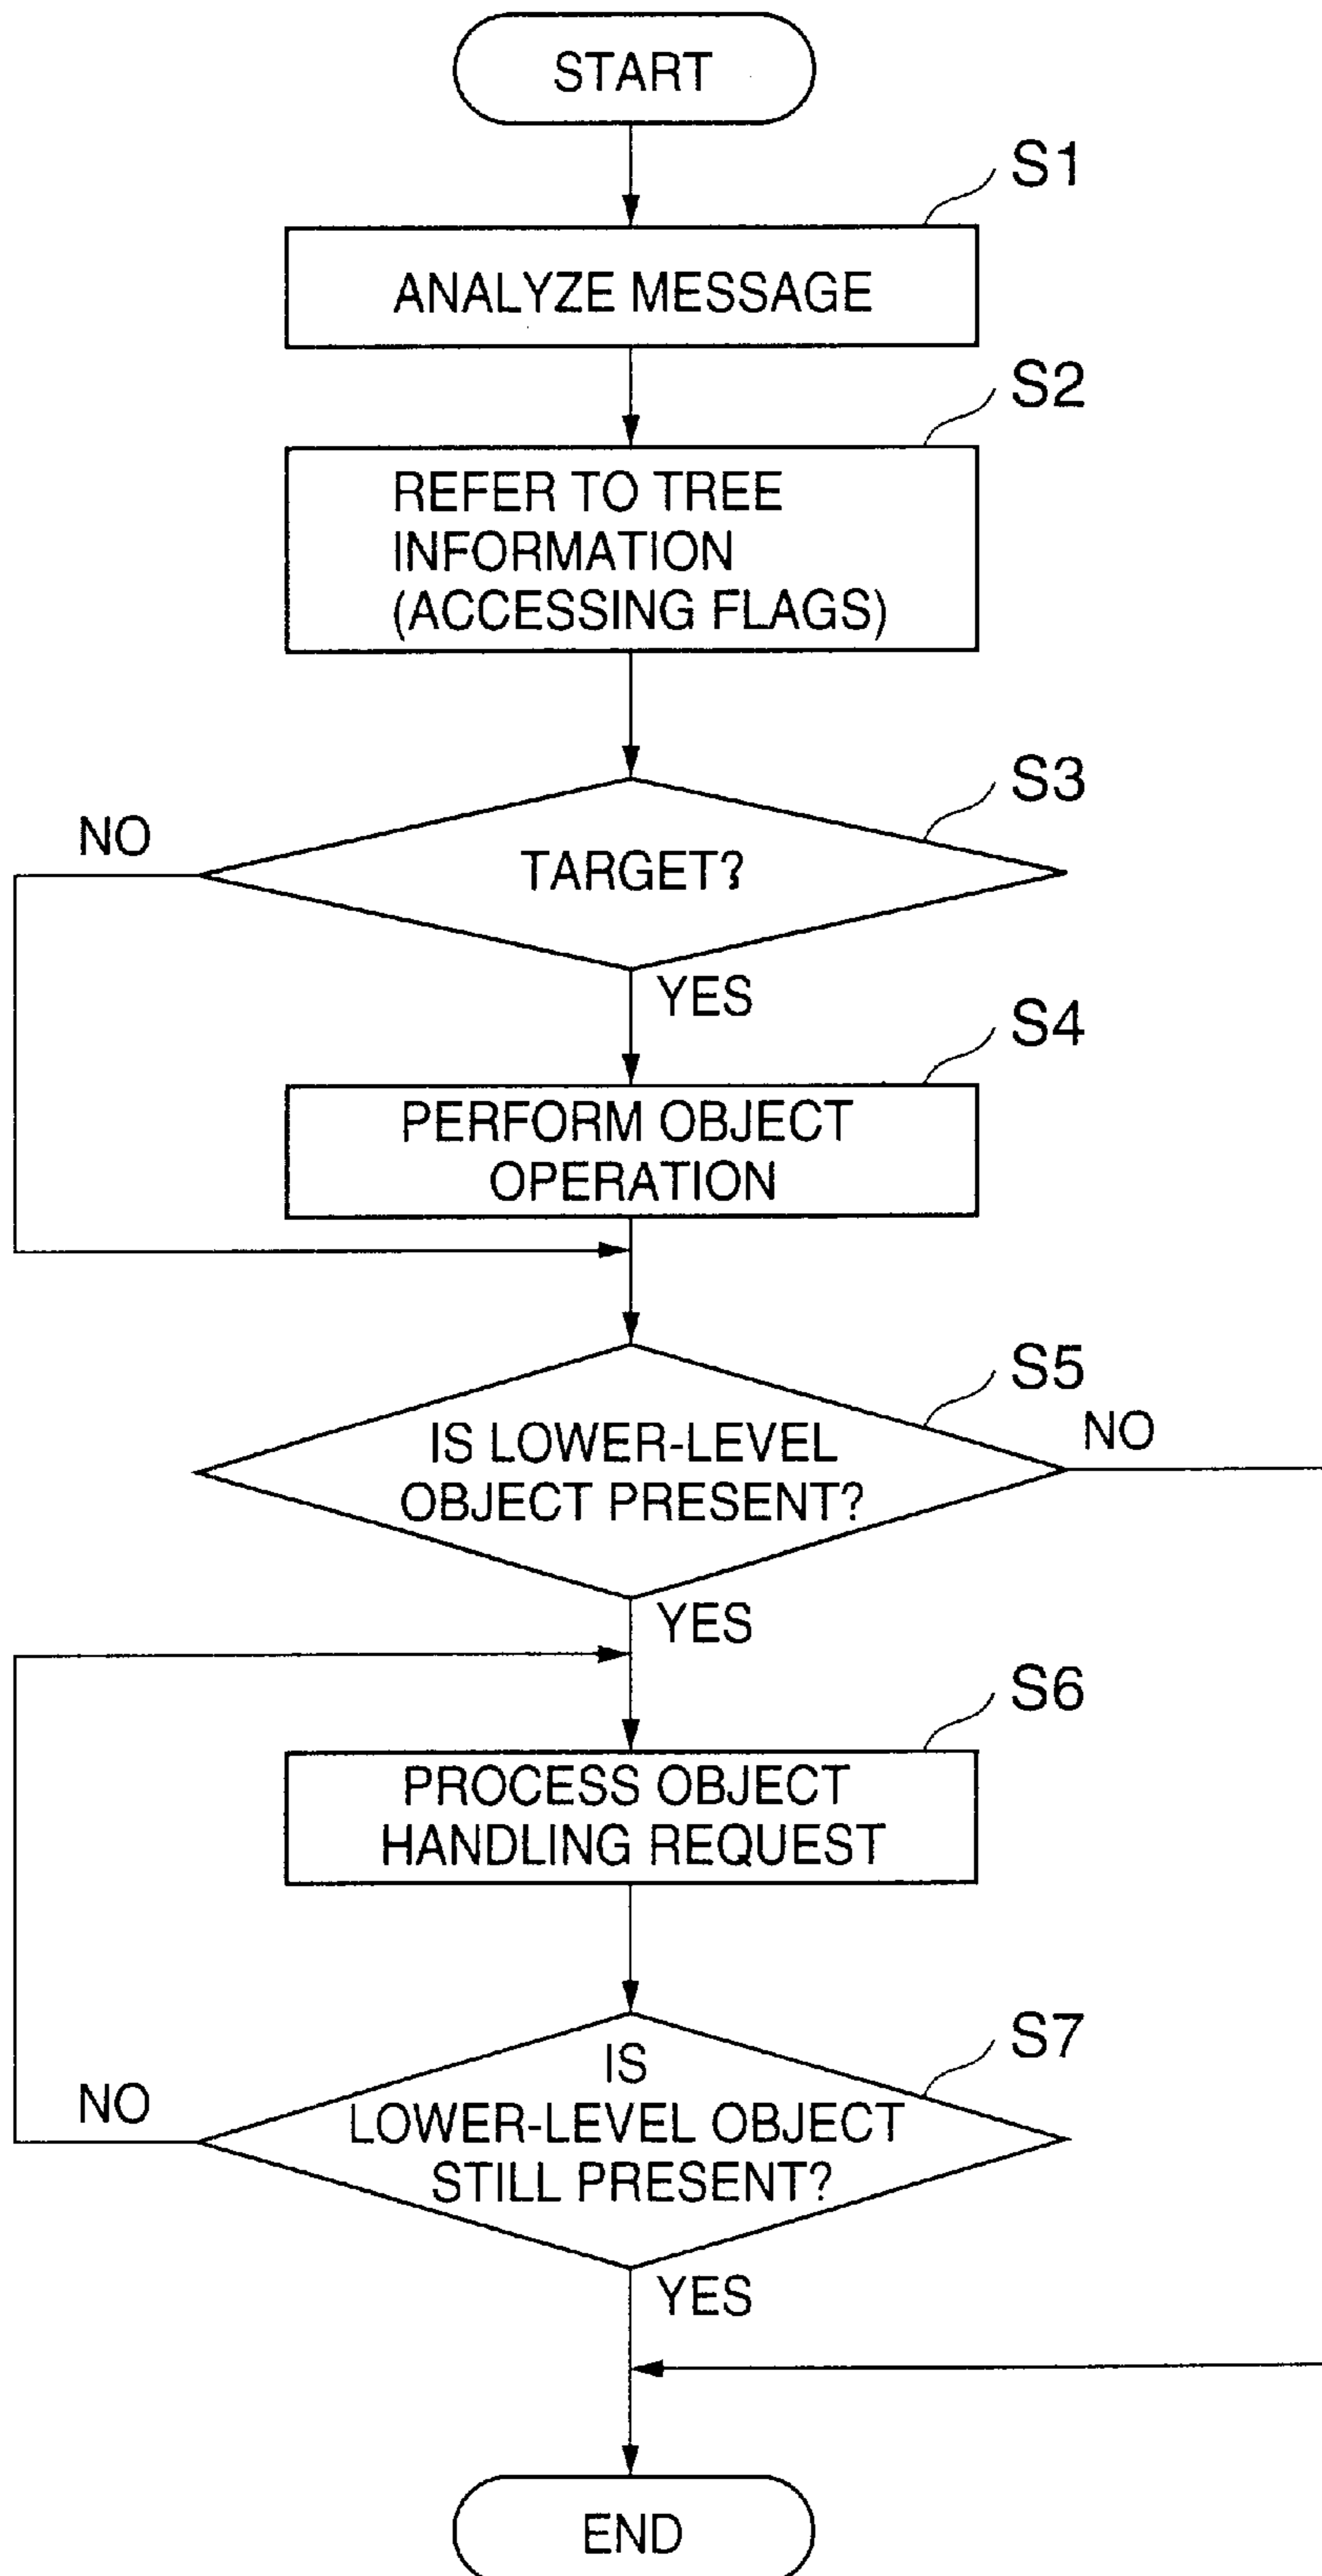 START
S1
ANALYZE MESSAGE
S2
REFER TO TREE
INFORMATION
(ACCESSING FLAGS)
S3
NO
TARGET?
YES
S4
PERFORM OBJECT
OPERATION
S5
IS LOWER-LEVEL
OBJECT PRESENT?
NO
YES
S6
PROCESS OBJECT
HANDLING REQUEST
S7
IS
LOWER-LEVEL OBJECT
STILL PRESENT?
NO
YES
END